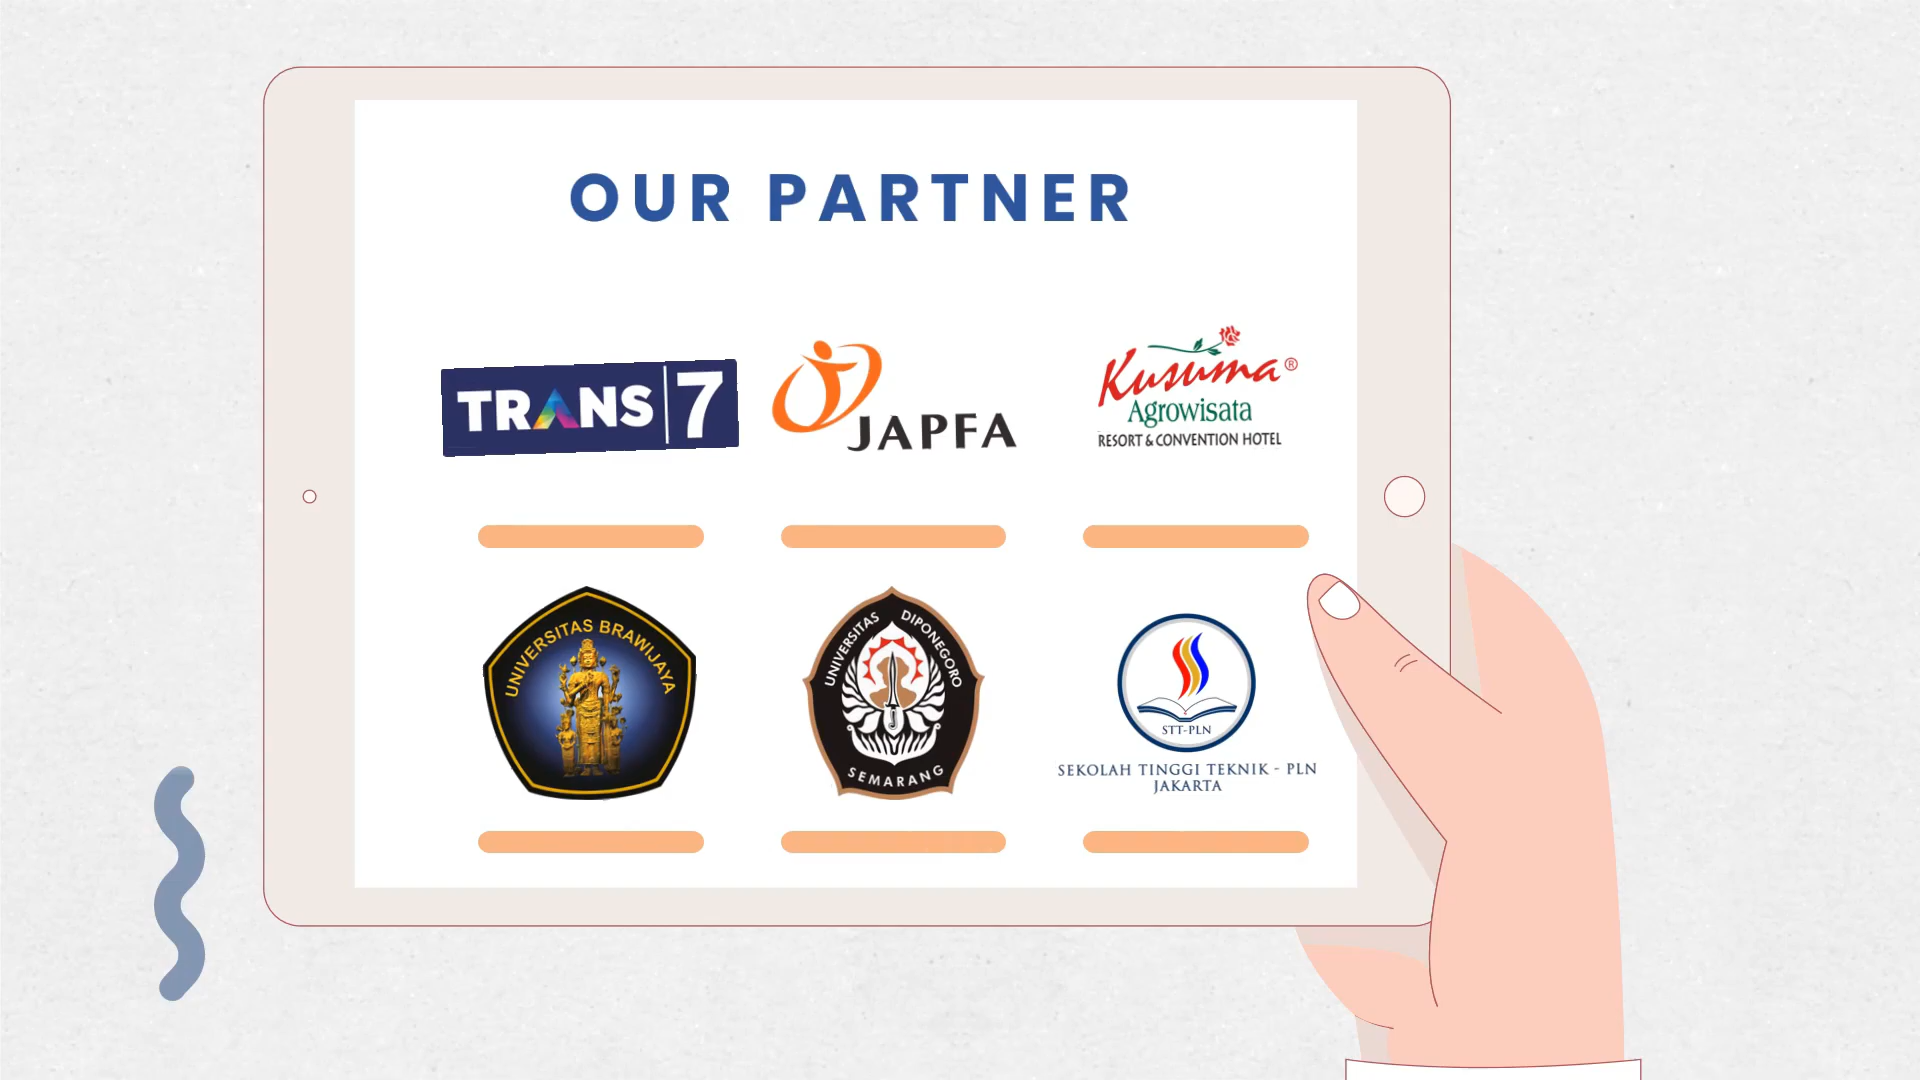 OUR PARTNER
TRANS 7
JAPFA
Kusuma®
Agrowisata
RESORT & CONVENTION HOTEL
UNIVERSITAS BRAWIJAYA
UNIVERSITAS DIPONEGORO
SEMARANG
STT-PLN
SEKOLAH TINGGI TEKNIK - PLN
JAKARTA